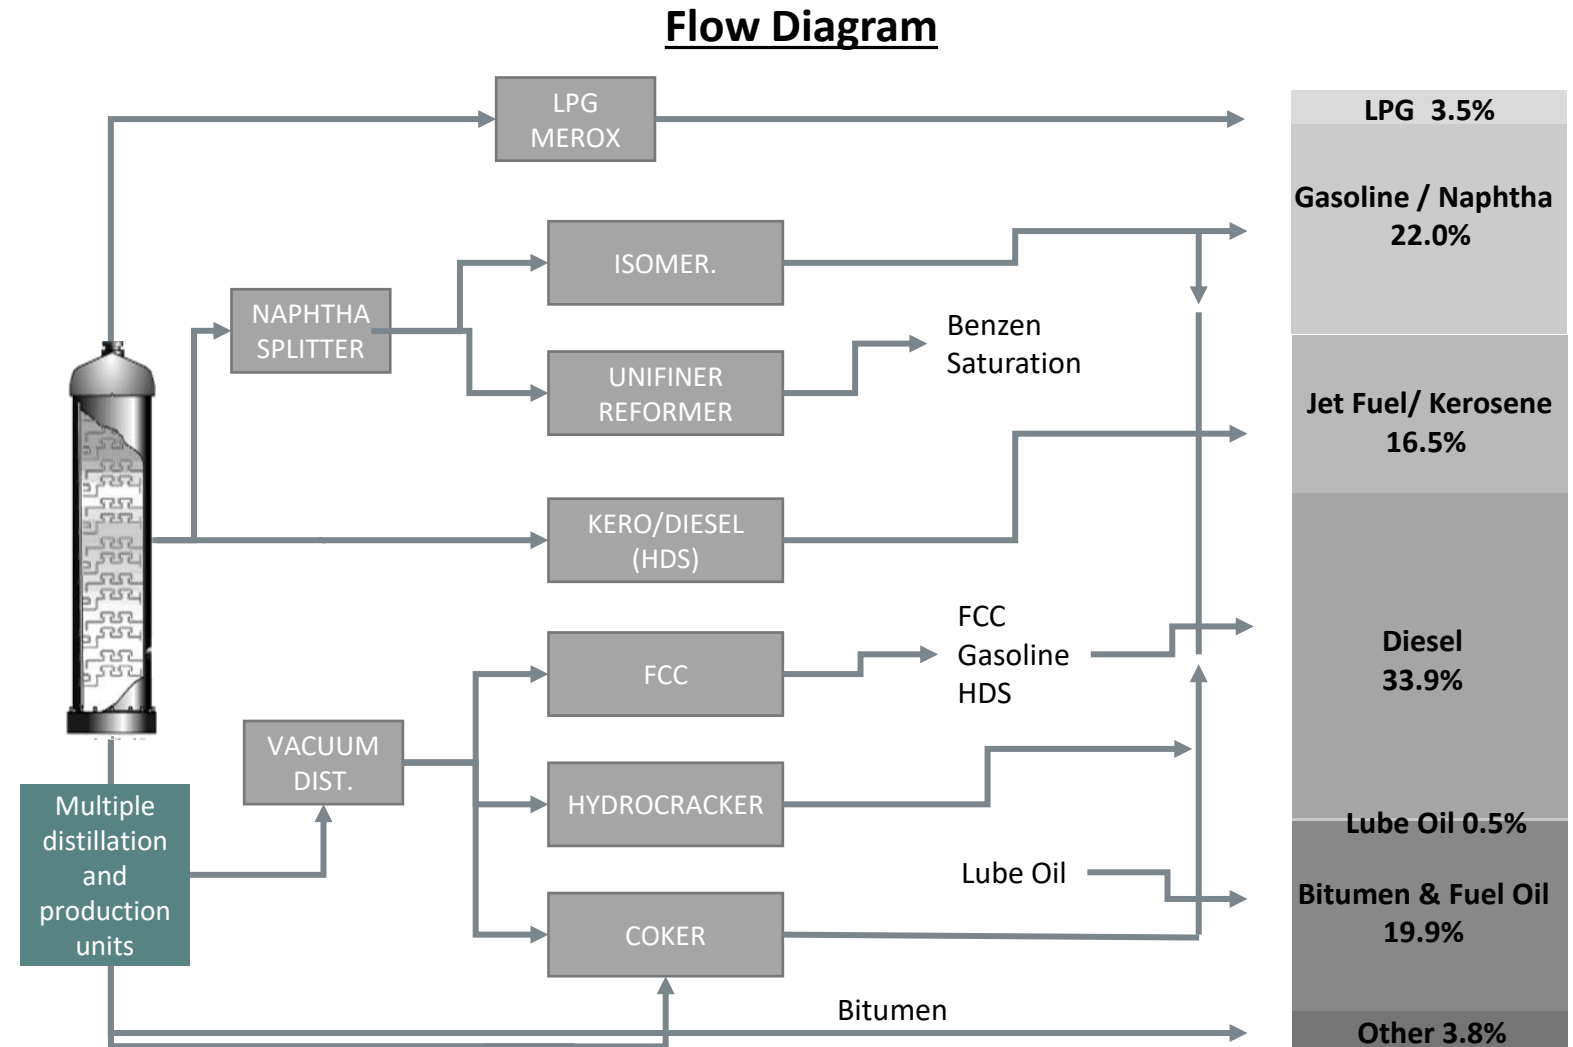 Flow Diagram
LPG
MEROX
LPG 3.5%
Gasoline / Naphtha
22.0%
ISOMER.
NAPHTHA
SPLITTER
Benzen
Saturation
UNIFINER
REFORMER
Jet Fuel/ Kerosene
16.5%
KERO/DIESEL
(HDS)
FCC
FCC
Gasoline
HDS
Diesel
33.9%
VACUUM
DIST.
HYDROCRACKER
Multiple
distillation
and
production
units
Lube Oil 0.5%
Lube Oil
Bitumen & Fuel Oil
19.9%
COKER
Bitumen
Other 3.8%